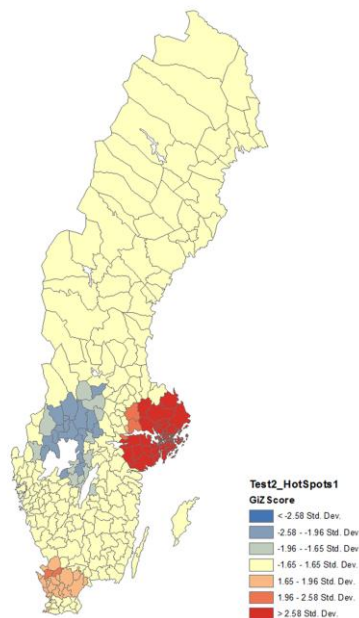 Test2_HotSpots1
GiZScore
< -2.58 Std. Dev.
-2.58 - -1.96 Std. Dev.
-1.96 - -1.65 Std. Dev.
-1.65 - 1.65 Std. Dev.
1.65 - 1.96 Std. Dev.
1.96 - 2.58 Std. Dev.
> 2.58 Std. Dev.